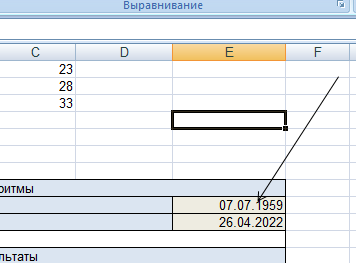 Выравнивание
C D E F
23
28
33
ритмы
07.07.1959
26.04.2022
льтаты